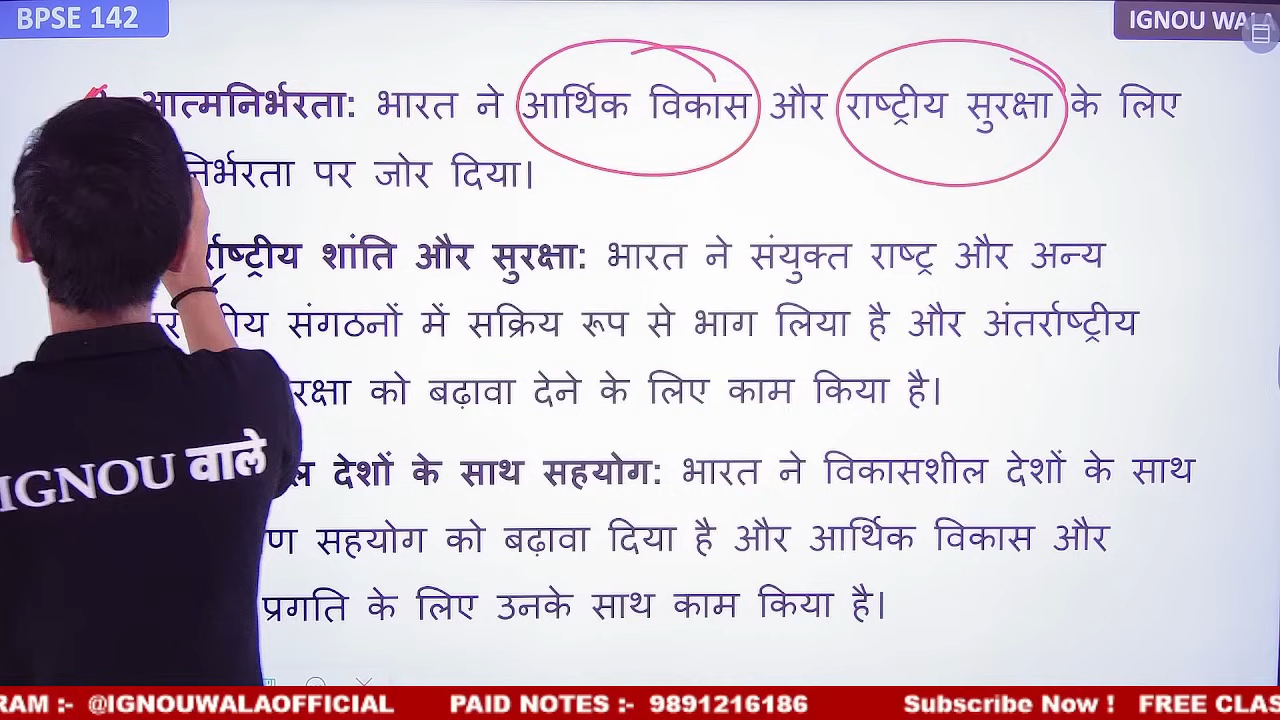 BPSE 142
IGNOU WALA
आत्मनिर्भरता: भारत ने आर्थिक विकास और राष्ट्रीय सुरक्षा के लिए
निर्भरता पर जोर दिया।
र्राष्ट्रीय शांति और सुरक्षा: भारत ने संयुक्त राष्ट्र और अन्य
संगठनों में सक्रिय रूप से भाग लिया है और अंतर्राष्ट्रीय
रक्षा को बढ़ावा देने के लिए काम किया है।
देशों के साथ सहयोग: भारत ने विकासशील देशों के साथ
ण सहयोग को बढ़ावा दिया है और आर्थिक विकास और
प्रगति के लिए उनके साथ काम किया है।
IGNOU वाले
RAM :- @IGNOUWALAOFFICIAL PAID NOTES :- 9891216186 Subscribe Now ! FREE CLAS